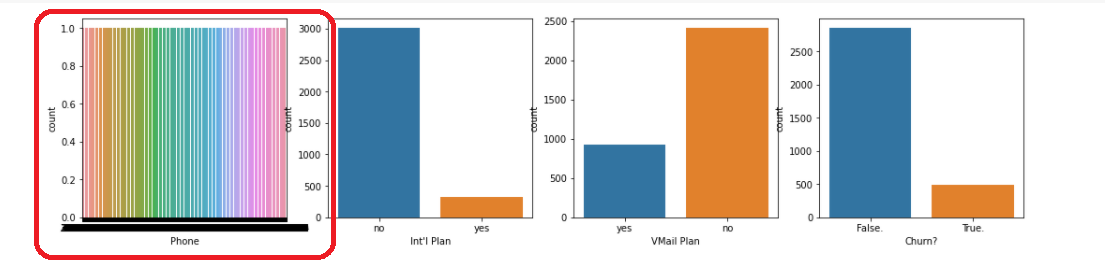 1.0
0.8
0.6
0.4
0.2
0.0
count
Phone
3000
2500
2000
1500
1000
500
0
count
no yes
Int'l Plan
2500
2000
1500
1000
500
0
count
yes no
VMail Plan
2500
2000
1500
1000
500
0
count
False. True.
Churn?